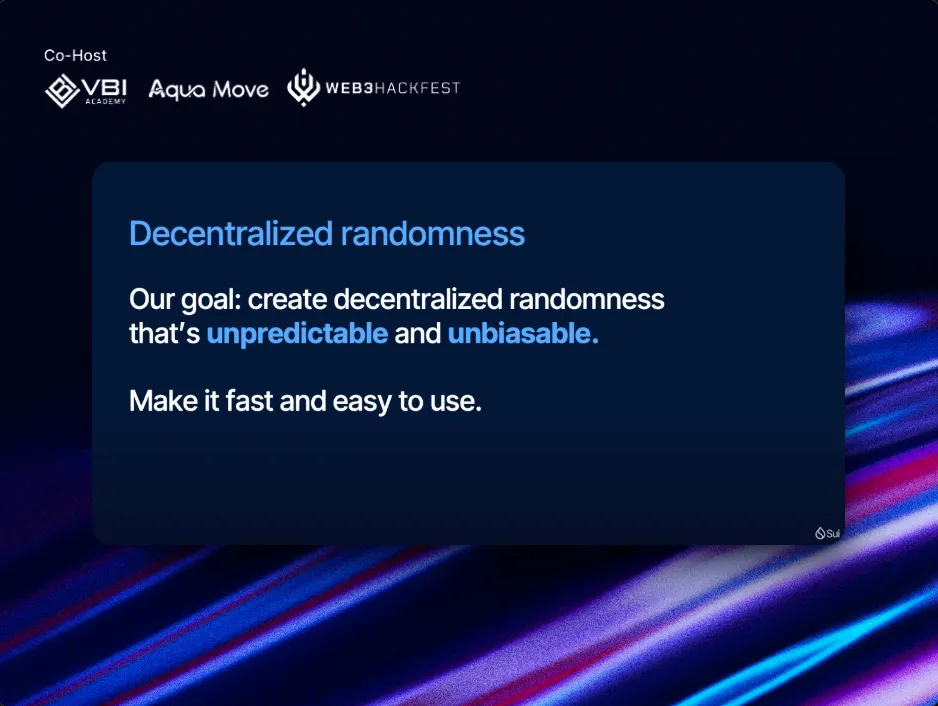 Co-Host
VBI
ACADEMY
Aqua Move
WEB3HACKFEST
Decentralized randomness
Our goal: create decentralized randomness
that’s unpredictable and unbiasable.
Make it fast and easy to use.
Sui